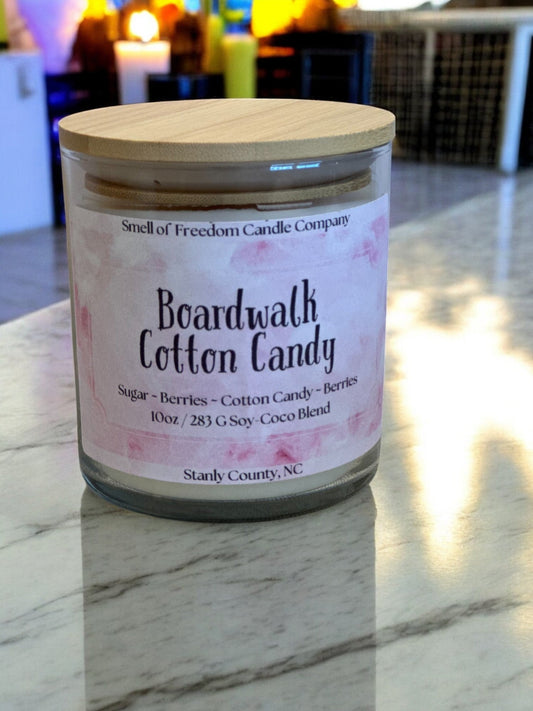 Smell of Freedom Candle Company
Boardwalk
Cotton Candy
Sugar ~ Berries ~ Cotton Candy ~ Berries
10oz / 283 G Soy-Coco Blend
Stanly County, NC